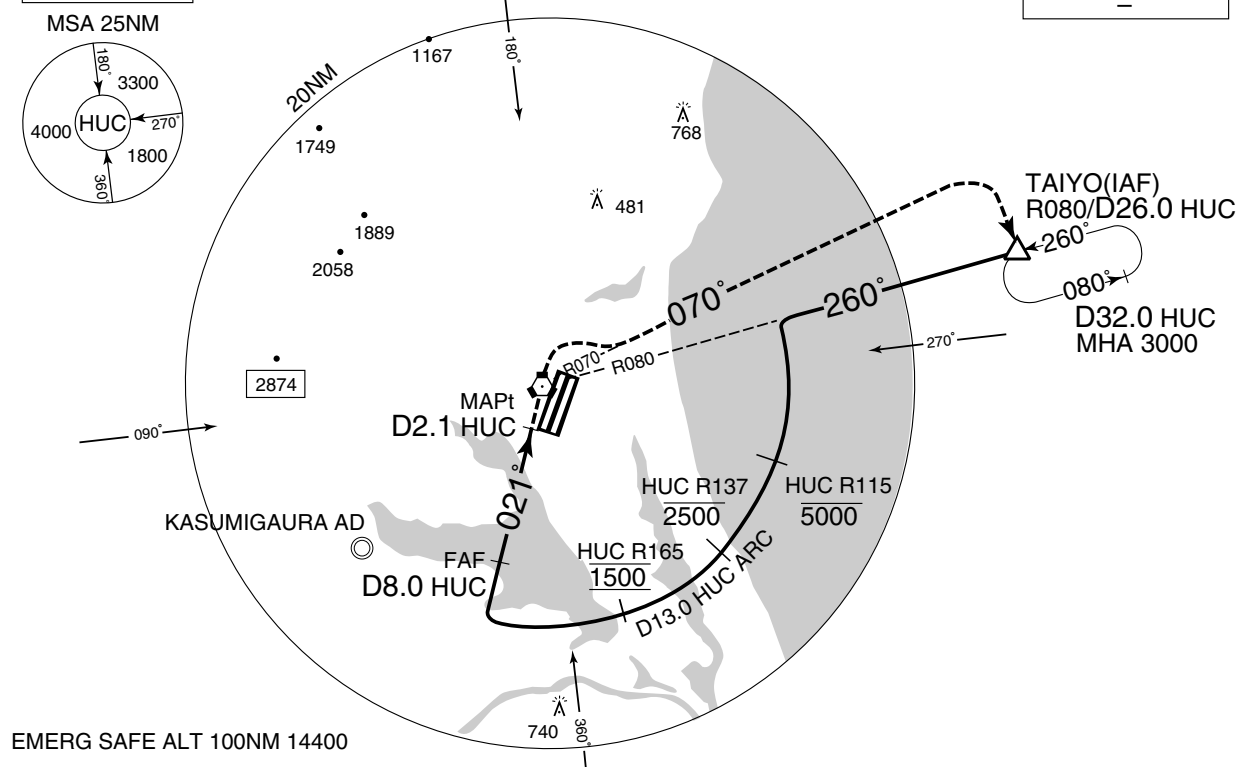 MSA 25NM
180°
3300
4000
HUC
270°
1800
360°
20NM
180°
1167
1749
768
481
1889
2058
2874
TAIYO(IAF)
R080/D26.0 HUC
260°
080°
D32.0 HUC
MHA 3000
070°
260°
270°
R070
R080
MAPt
D2.1 HUC
090°
021°
HUC R137
2500
HUC R115
5000
KASUMIGAURA AD
FAF
D8.0 HUC
HUC R165
1500
D13.0 HUC ARC
740
360°
EMERG SAFE ALT 100NM 14400